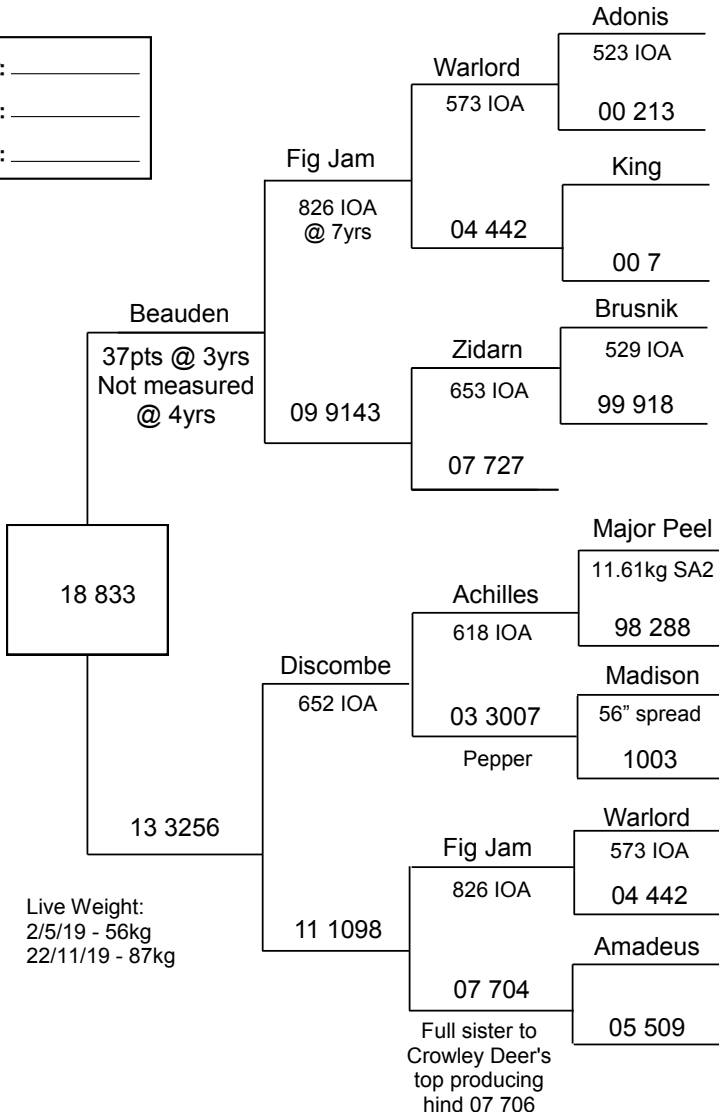 : ______________
: ______________
: ______________
Adonis
523 IOA
00 213
Warlord
573 IOA
04 442
King
00 7
Fig Jam
826 IOA
@ 7yrs
09 9143
Brusnik
529 IOA
99 918
Zidarn
653 IOA
07 727
Beauden
37pts @ 3yrs
Not measured
@ 4yrs
18 833
13 3256
Major Peel
11.61kg SA2
98 288
Achilles
618 IOA
03 3007
Pepper
Madison
56” spread
1003
Discombe
652 IOA
11 1098
Warlord
573 IOA
04 442
Fig Jam
826 IOA
07 704
Full sister to
Crowley Deer's
top producing
hind 07 706
Amadeus
05 509
Live Weight:
2/5/19 - 56kg
22/11/19 - 87kg